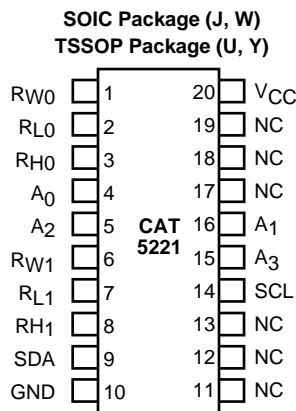 SOIC Package (J, W)
TSSOP Package (U, Y)
RW0 1 20 VCC
RL0 2 19 NC
RH0 3 18 NC
A0 4 17 NC
A2 5 CAT 16 A1
5221
RW1 6 15 A3
RL1 7 14 SCL
RH1 8 13 NC
SDA 9 12 NC
GND 10 11 NC